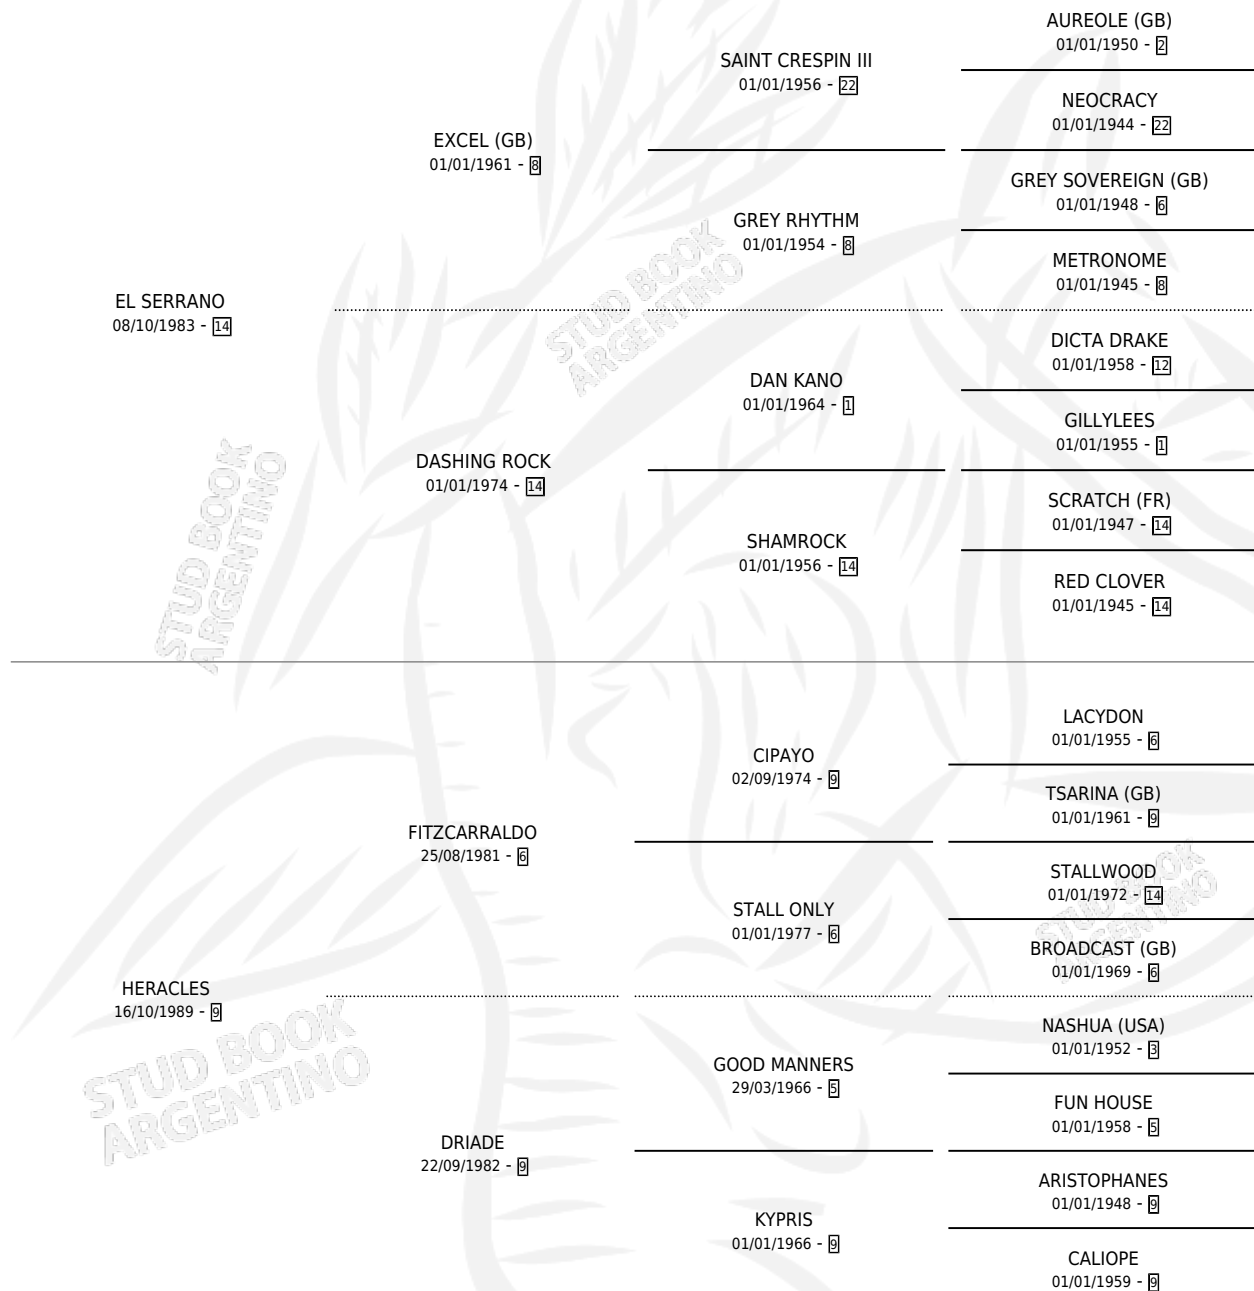 AUREOLE (GB)
01/01/1950 - 2
SAINT CRESPIN III
01/01/1956 - 22
NEOCRACY
01/01/1944 - 22
EXCEL (GB)
01/01/1961 - 8
GREY SOVEREIGN (GB)
01/01/1948 - 6
GREY RHYTHM
01/01/1954 - 8
METRONOME
01/01/1945 - 8
EL SERRANO
08/10/1983 - 14
DICTA DRAKE
01/01/1958 - 12
DAN KANO
01/01/1964 - 1
GILLYLEES
01/01/1955 - 1
DASHING ROCK
01/01/1974 - 14
SCRATCH (FR)
01/01/1947 - 14
SHAMROCK
01/01/1956 - 14
RED CLOVER
01/01/1945 - 14
LACYDON
01/01/1955 - 6
CIPAYO
02/09/1974 - 9
TSARINA (GB)
01/01/1961 - 9
FITZCARRALDO
25/08/1981 - 6
STALLWOOD
01/01/1972 - 14
STALL ONLY
01/01/1977 - 6
BROADCAST (GB)
01/01/1969 - 6
HERACLES
16/10/1989 - 9
NASHUA (USA)
01/01/1952 - 3
GOOD MANNERS
29/03/1966 - 5
FUN HOUSE
01/01/1958 - 5
DRIADE
22/09/1982 - 9
ARISTOPHANES
01/01/1948 - 9
KYPRIS
01/01/1966 - 9
CALIOPE
01/01/1959 - 9
STUD BOOK
ARGENTINO
STUD BOOK
ARGENTINO
STUD BOOK
ARGENTINO
STUD BOOK
ARGENTINO